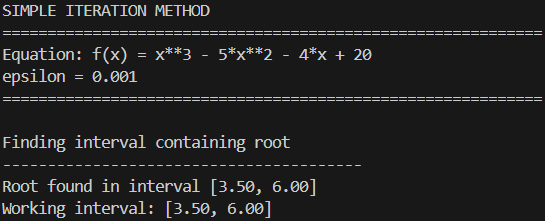 SIMPLE ITERATION METHOD
============================================================
Equation: f(x) = x**3 - 5*x**2 - 4*x + 20
epsilon = 0.001
============================================================
Finding interval containing root
----------------------------------------
Root found in interval [3.50, 6.00]
Working interval: [3.50, 6.00]